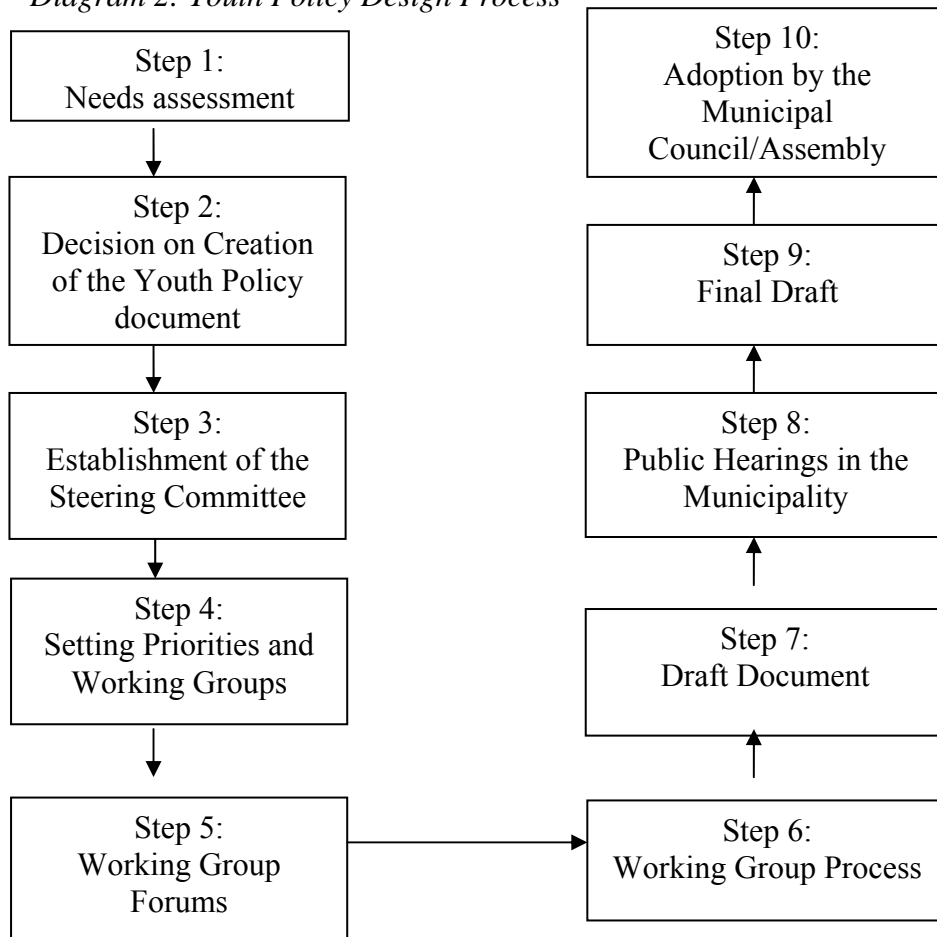 Diagram 2: Youth Policy Design Process
Step 1:
Needs assessment
Step 2:
Decision on Creation
of the Youth Policy
document
Step 3:
Establishment of the
Steering Committee
Step 4:
Setting Priorities and
Working Groups
Step 5:
Working Group
Forums
Step 6:
Working Group Process
Step 7:
Draft Document
Step 8:
Public Hearings in the
Municipality
Step 9:
Final Draft
Step 10:
Adoption by the
Municipal
Council/Assembly